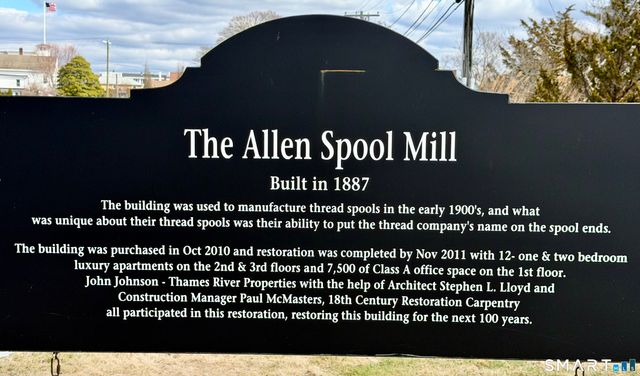 The Allen Spool Mill
Built in 1887
The building was used to manufacture thread spools in the early 1900's, and what
was unique about their thread spools was their ability to put the thread company's name on the spool ends.
The building was purchased in Oct 2010 and restoration was completed by Nov 2011 with 12- one & two bedroom
luxury apartments on the 2nd & 3rd floors and 7,500 of Class A office space on the 1st floor.
John Johnson - Thames River Properties with the help of Architect Stephen L. Lloyd and
Construction Manager Paul McMasters, 18th Century Restoration Carpentry
all participated in this restoration, restoring this building for the next 100 years.
SMART